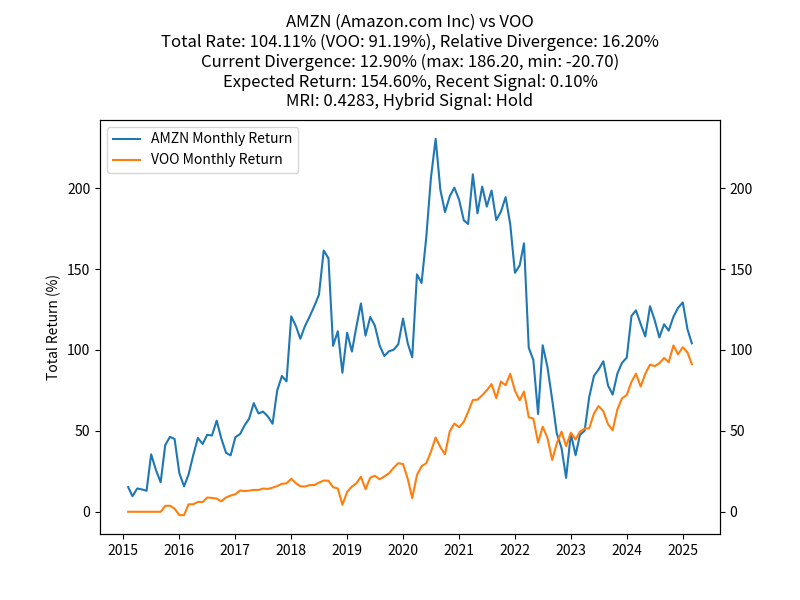 AMZN (Amazon.com Inc) vs VOO
Total Rate: 104.11% (VOO: 91.19%), Relative Divergence: 16.20%
Current Divergence: 12.90% (max: 186.20, min: -20.70)
Expected Return: 154.60%, Recent Signal: 0.10%
MRI: 0.4283, Hybrid Signal: Hold
AMZN Monthly Return
VOO Monthly Return
Total Return (%)
200 200
150 150
100 100
50 50
0 0
2015 2016 2017 2018 2019 2020 2021 2022 2023 2024 2025